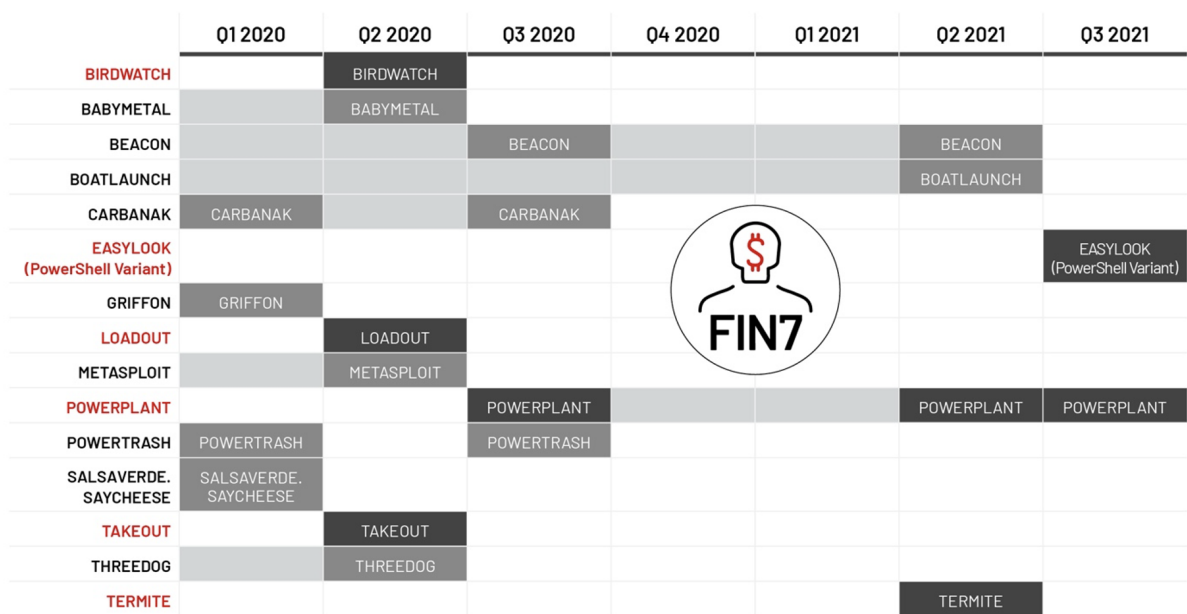 Q1 2020 Q2 2020 Q3 2020 Q4 2020 Q1 2021 Q2 2021 Q3 2021
BIRDWATCH BIRDWATCH
BABYMETAL BABYMETAL
BEACON BEACON BEACON
BOATLAUNCH BOATLAUNCH
CARBANAK CARBANAK CARBANAK
EASYLOOK EASYLOOK
(PowerShell Variant) (PowerShell Variant)
$
GRIFFON GRIFFON
FIN7
LOADOUT LOADOUT
METASPLOIT METASPLOIT
POWERPLANT POWERPLANT POWERPLANT POWERPLANT
POWERTRASH POWERTRASH POWERTRASH
SALSAVERDE. SALSAVERDE.
SAYCHEESE SAYCHEESE
TAKEOUT TAKEOUT
THREEDOG THREEDOG
TERMITE TERMITE